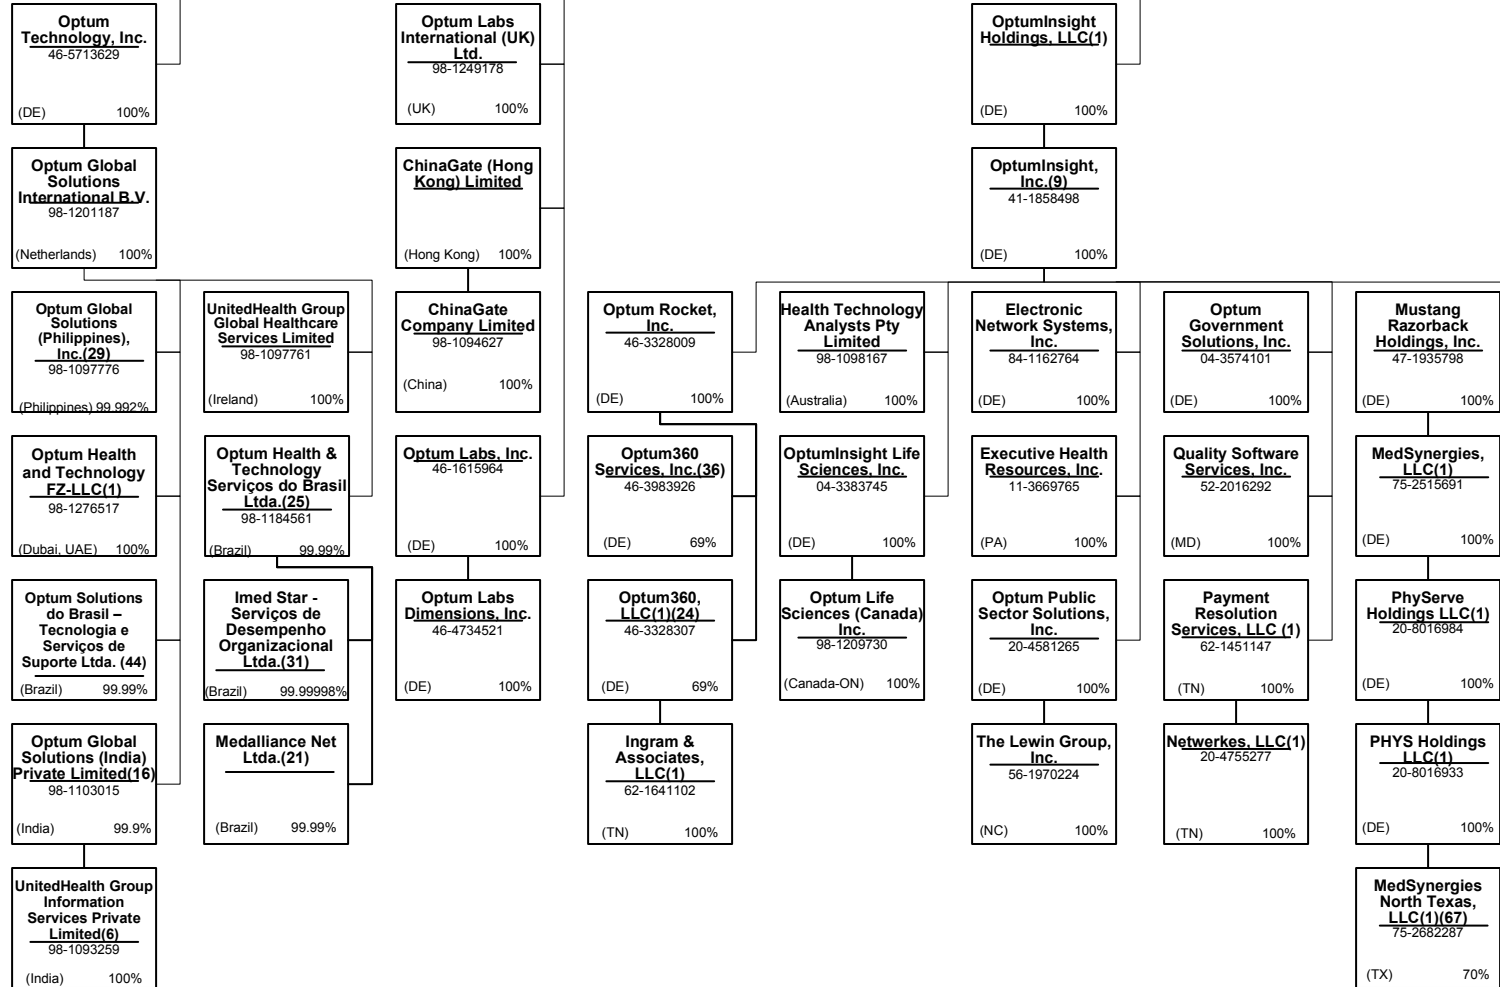 Optum
Technology, Inc.
46-5713629
(DE) 100%
Optum Labs
International (UK)
Ltd.
98-1249178
(UK) 100%
OptumInsight
Holdings, LLC(1)
(DE) 100%
Optum Global
Solutions
International B.V.
98-1201187
(Netherlands) 100%
ChinaGate (Hong
Kong) Limited
(Hong Kong) 100%
OptumInsight,
Inc.(9)
41-1858498
(DE) 100%
Optum Global
Solutions
(Philippines),
Inc.(29)
98-1097776
(Philippines) 99.992%
UnitedHealth Group
Global Healthcare
Services Limited
98-1097761
(Ireland) 100%
ChinaGate
Company Limited
98-1094627
(China) 100%
Optum Rocket,
Inc.
46-3328009
(DE) 100%
Health Technology
Analysts Pty
Limited
98-1098167
(Australia) 100%
Electronic
Network Systems,
Inc.
84-1162764
(DE) 100%
Optum
Government
Solutions, Inc.
04-3574101
(DE) 100%
Mustang
Razorback
Holdings, Inc.
47-1935798
(DE) 100%
Optum Health
and Technology
FZ-LLC(1)
98-1276517
(Dubai, UAE) 100%
Optum Health &
Technology
Serviços do Brasil
Ltda.(25)
98-1184561
(Brazil) 99.99%
Optum Labs, Inc.
46-1615964
(DE) 100%
Optum360
Services, Inc.(36)
46-3983926
(DE) 69%
OptumInsight Life
Sciences, Inc.
04-3383745
(DE) 100%
Executive Health
Resources, Inc.
11-3669765
(PA) 100%
Quality Software
Services, Inc.
52-2016292
(MD) 100%
MedSynergies,
LLC(1)
75-2515691
(DE) 100%
Optum Solutions
do Brasil –
Tecnologia e
Serviços de
Suporte Ltda. (44)
(Brazil) 99.99%
Imed Star -
Serviços de
Desempenho
Organizacional
Ltda.(31)
(Brazil) 99.99998%
Optum Labs
Dimensions, Inc.
46-4734521
(DE) 100%
Optum360,
LLC(1)(24)
46-3328307
(DE) 69%
Optum Life
Sciences (Canada)
Inc.
98-1209730
(Canada-ON) 100%
Optum Public
Sector Solutions,
Inc.
20-4581265
(DE) 100%
Payment
Resolution
Services, LLC (1)
62-1451147
(TN) 100%
PhyServe
Holdings LLC(1)
20-8016984
(DE) 100%
Optum Global
Solutions (India)
Private Limited(16)
98-1103015
(India) 99.9%
Medalliance Net
Ltda.(21)
(Brazil) 99.99%
Ingram &
Associates,
LLC(1)
62-1641102
(TN) 100%
The Lewin Group,
Inc.
56-1970224
(NC) 100%
Netwerkes, LLC(1)
20-4755277
(TN) 100%
PHYS Holdings
LLC(1)
20-8016933
(DE) 100%
UnitedHealth Group
Information
Services Private
Limited(6)
98-1093259
(India) 100%
MedSynergies
North Texas,
LLC(1)(67)
75-2682287
(TX) 70%